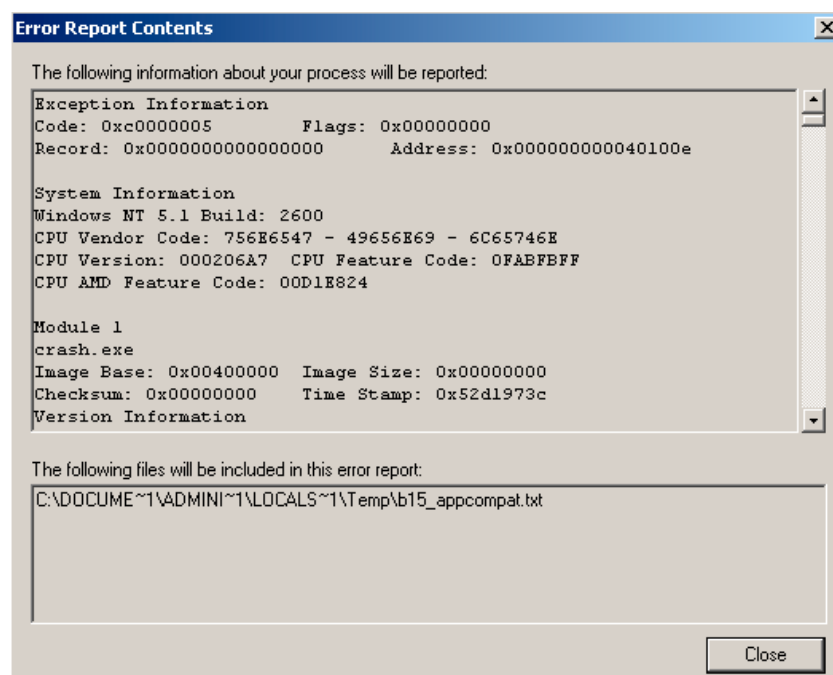 Error Report Contents
The following information about your process will be reported:
Exception Information
Code: 0xc0000005 Flags: 0x00000000
Record: 0x0000000000000000 Address: 0x000000000040100e
System Information
Windows NT 5.1 Build: 2600
CPU Vendor Code: 756E6547 - 49656E69 - 6C65746E
CPU Version: 000206A7 CPU Feature Code: 0FABFBFF
CPU AMD Feature Code: 00D1E824
Module 1
crash.exe
Image Base: 0x00400000 Image Size: 0x00000000
Checksum: 0x00000000 Time Stamp: 0x52d1973c
Version Information
The following files will be included in this error report:
C:\DOCUME~1\ADMINI~1\LOCALS~1\Temp\b15_appcompat.txt
Close